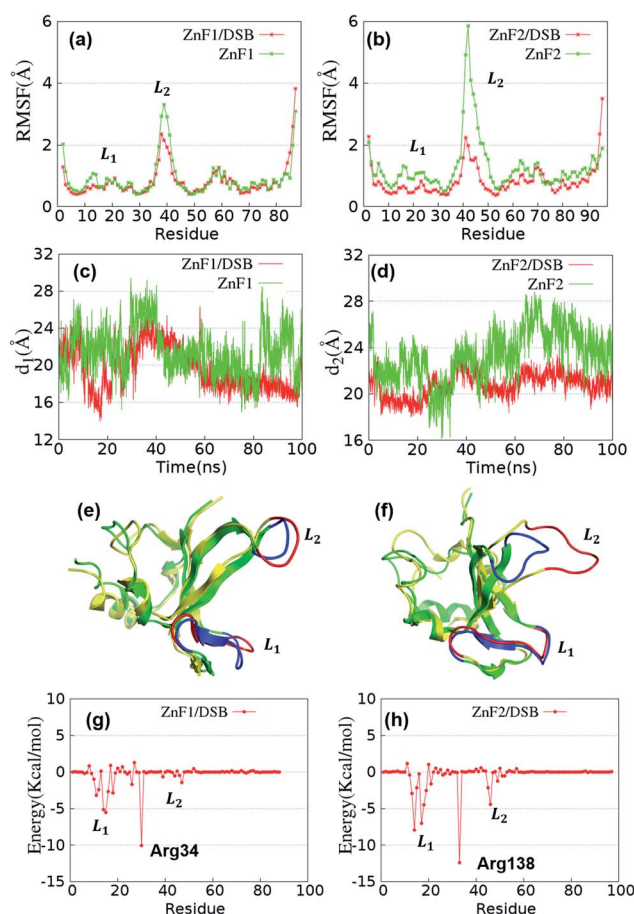 (a)
ZnF1/DSB
ZnF1
RMSF(Å)
6
4
2
0
L₁
L₂
0 10 20 30 40 50 60 70 80
Residue
(b)
ZnF2/DSB
ZnF2
RMSF(Å)
6
4
2
0
L₁
L₂
0 10 20 30 40 50 60 70 80 90
Residue
(c)
ZnF1/DSB
ZnF1
d₁(Å)
28
24
20
16
12
0 20 40 60 80 100
Time(ns)
(d)
ZnF2/DSB
ZnF2
d₂(Å)
32
28
24
20
16
0 20 40 60 80 100
Time(ns)
(e)
L₂
L₁
(f)
L₂
L₁
(g)
ZnF1/DSB
Energy(Kcal/mol)
10
5
0
-5
-10
-15
L₁
L₂
Arg34
0 20 40 60 80 100
Residue
(h)
ZnF2/DSB
Energy(Kcal/mol)
10
5
0
-5
-10
-15
L₁
L₂
Arg138
0 20 40 60 80 100
Residue